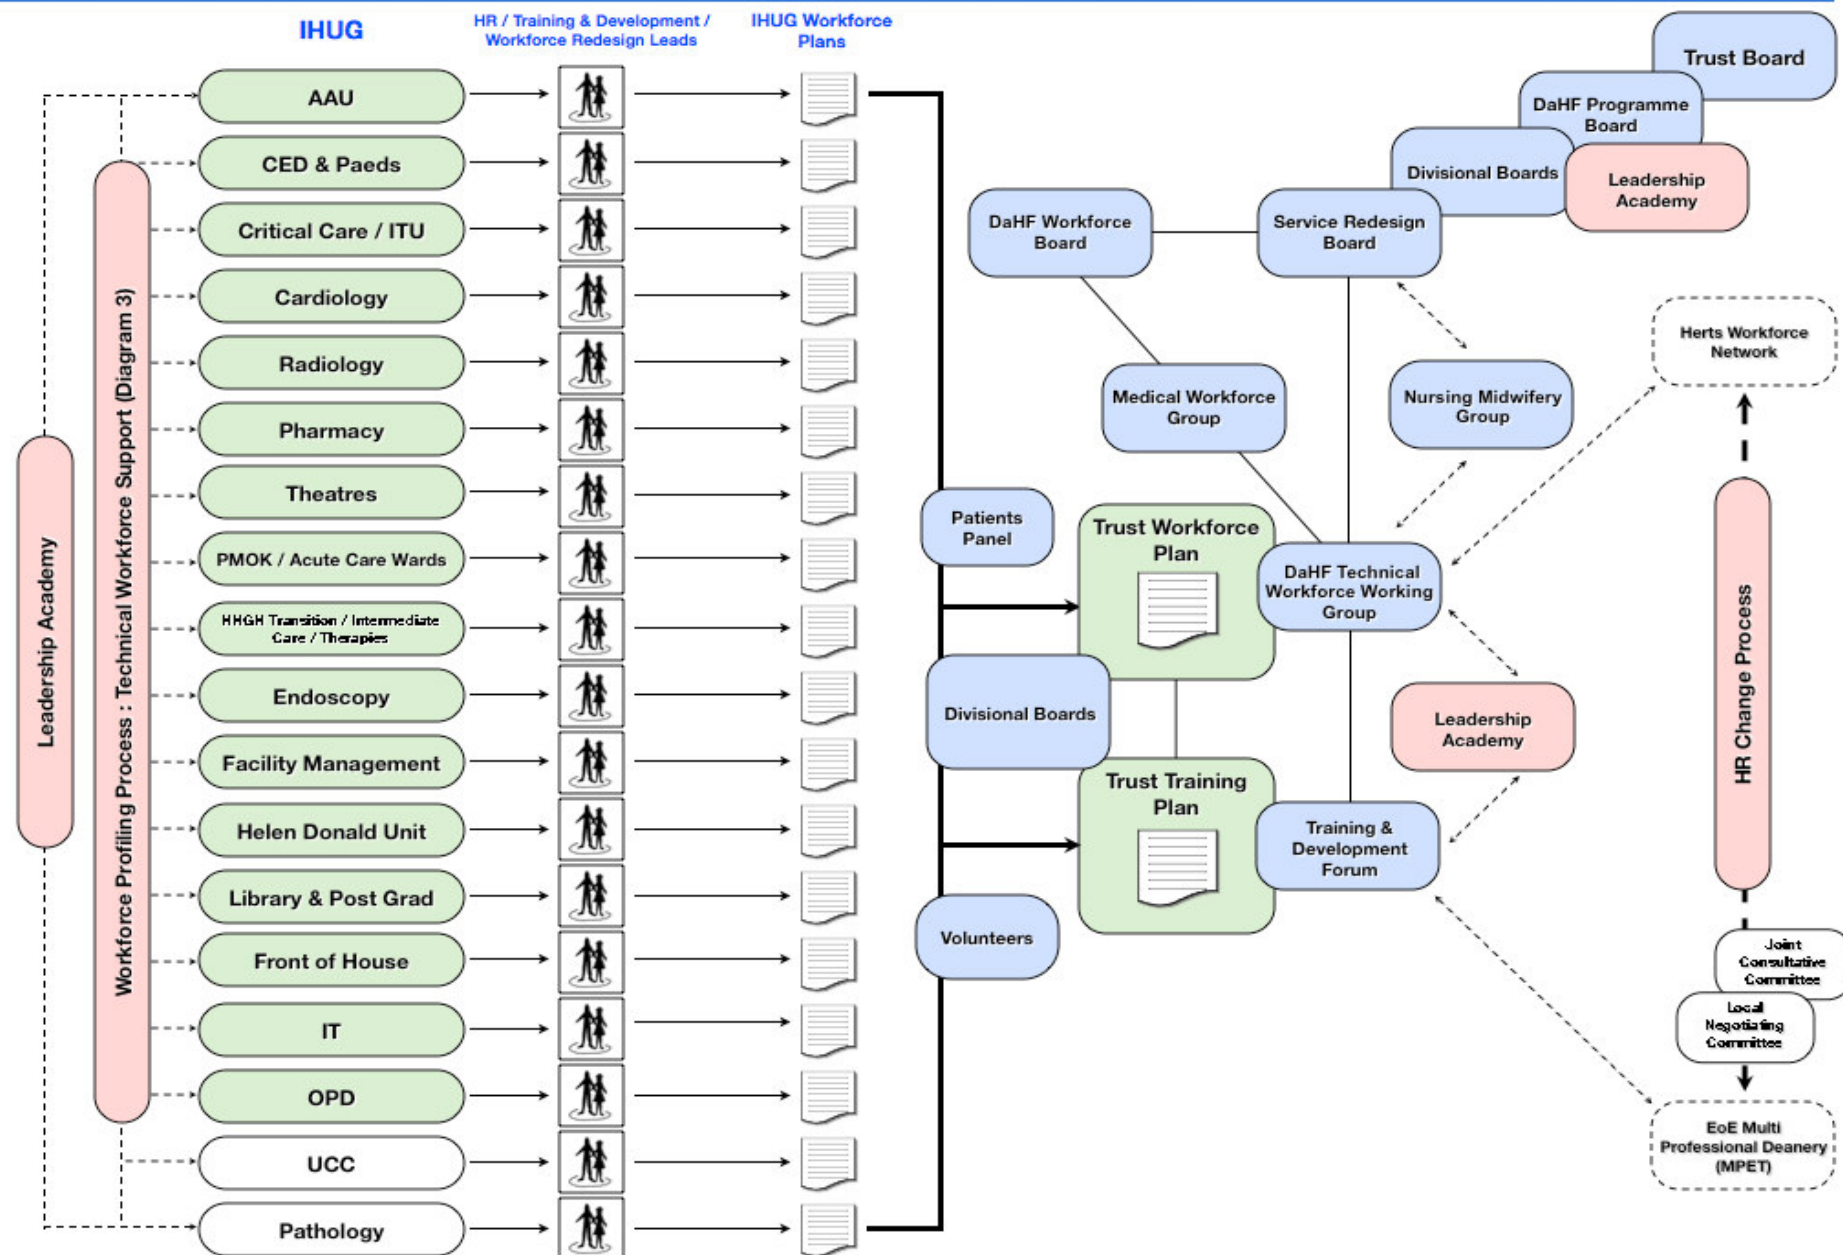 IHUG
HR / Training & Development /
Workforce Redesign Leads
IHUG Workforce
Plans
Leadership Academy
Workforce Profiling Process : Technical Workforce Support (Diagram 3)
AAU
CED & Paeds
Critical Care / ITU
Cardiology
Radiology
Pharmacy
Theatres
PMOK / Acute Care Wards
HHGH Transition / Intermediate
Care / Therapies
Endoscopy
Facility Management
Helen Donald Unit
Library & Post Grad
Front of House
IT
OPD
UCC
Pathology
Patients
Panel
Divisional Boards
Volunteers
Trust Workforce
Plan
Trust Training
Plan
Trust Board
DaHF Programme
Board
Divisional Boards
Leadership
Academy
Service Redesign
Board
DaHF Workforce
Board
Medical Workforce
Group
Nursing Midwifery
Group
DaHF Technical
Workforce Working
Group
Leadership
Academy
Training &
Development
Forum
Herts Workforce
Network
HR Change Process
Joint
Consultative
Committee
Local
Negotiating
Committee
EoE Multi
Professional Deanery
(MPET)